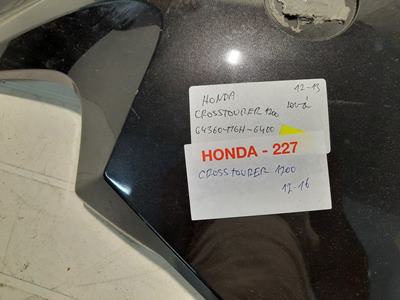 12-13
HONDA
CROSSTOURER 1200
64360-MGH-6400
HONDA - 227
CROSSTOURER 1200
12-16